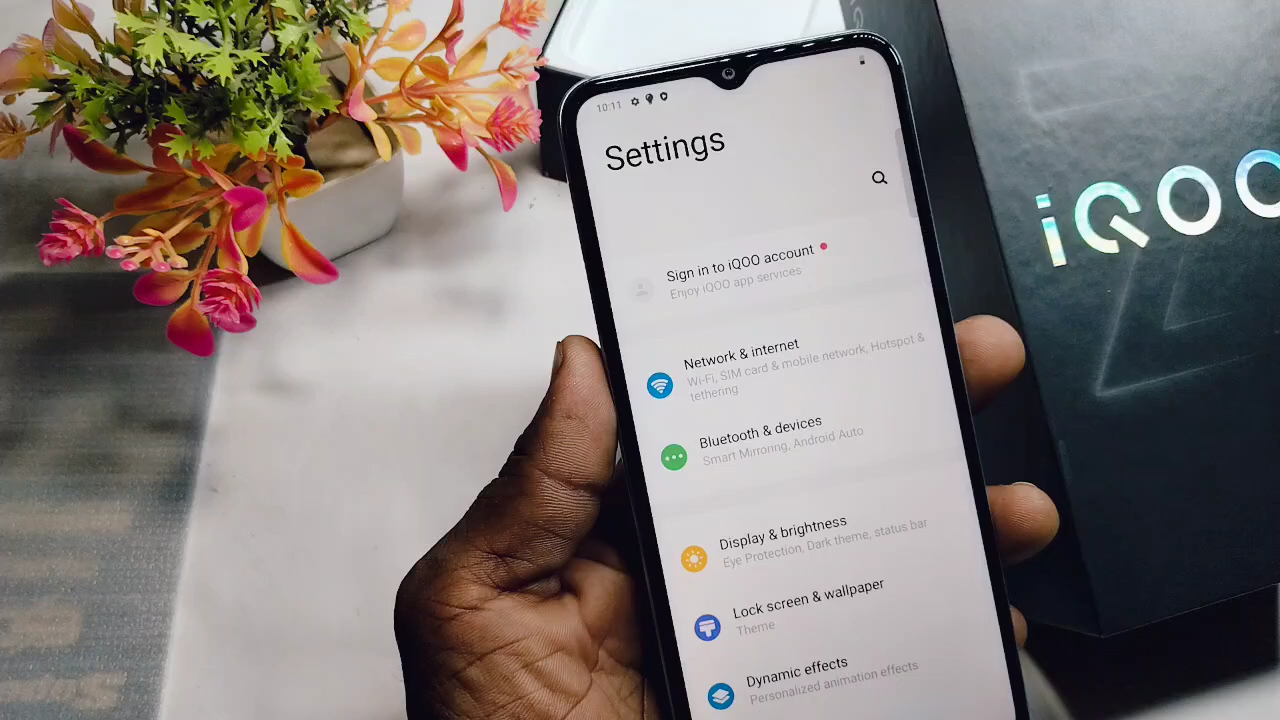 10:11
Settings
Sign in to iQOO account
Enjoy iQOO app services
Network & internet
Wi-Fi, SIM card & mobile network, Hotspot &
tethering
Bluetooth & devices
Smart Mirroring, Android Auto
Display & brightness
Eye Protection, Dark theme, status bar
Lock screen & wallpaper
Theme
Dynamic effects
Personalized animation effects
iQOO